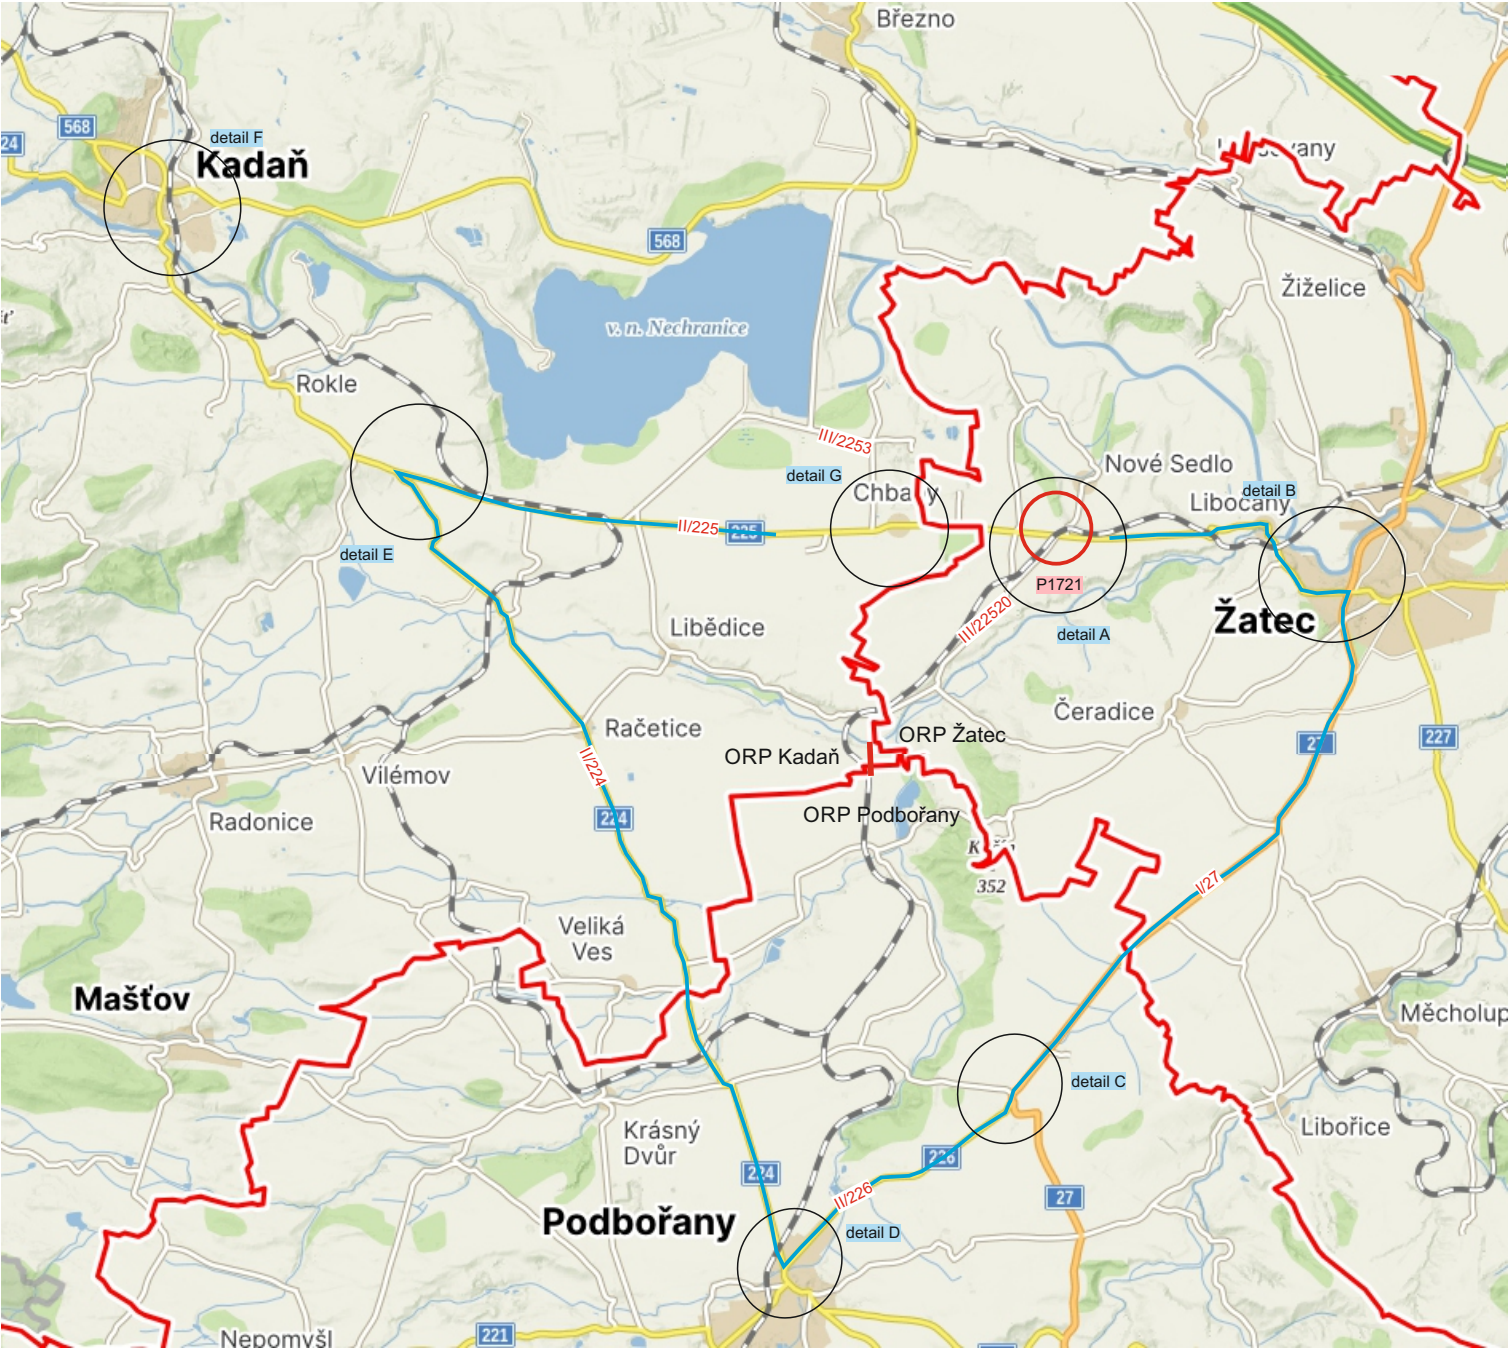 Březno
568
detail F
Kadaň
24
vany
568
Žiželice
v. n. Nechranice
Rokle
III/2253
Nové Sedlo
detail G
Chba y
detail B
Libočany
II/225
225
detail E
P1721
Žatec
III/22520
detail A
Libědice
Čeradice
Račetice
ORP Žatec
ORP Kadaň
27
227
II/224
Vilémov
224
ORP Podbořany
Radonice
352
I/27
Veliká
Ves
Mašťov
Měcholup
detail C
Krásný
Dvůr
Libořice
226
224
II/226
27
Podbořany
detail D
221
Nepomyšl